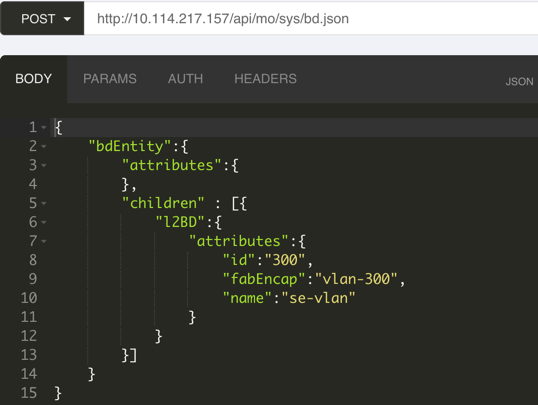 POST http://10.114.217.157/api/mo/sys/bd.json
BODY PARAMS AUTH HEADERS JSON
1 {
2 "bdEntity":{
3 "attributes":{
4 },
5 "children" : [{
6 "l2BD":{
7 "attributes":{
8 "id":"300",
9 "fabEncap":"vlan-300",
10 "name":"se-vlan"
11 }
12 }
13 }]
14 }
15 }